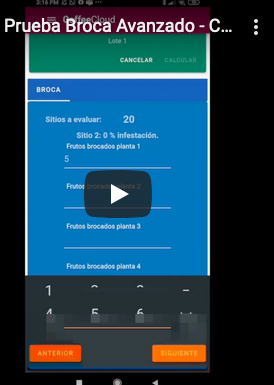 3:16 PM
Prueba Broca Avanzado - C...
CoffeeCloud
Lote 1
CANCELAR CALCULAR
BROCA
Sitios a evaluar: 20
Sitio 2: 0 % infestación.
Frutos brocados planta 1
5
Frutos brocados planta 2
Frutos brocados planta 3
Frutos brocados planta 4
1 2 3 -
4 5 6
ANTERIOR SIGUIENTE